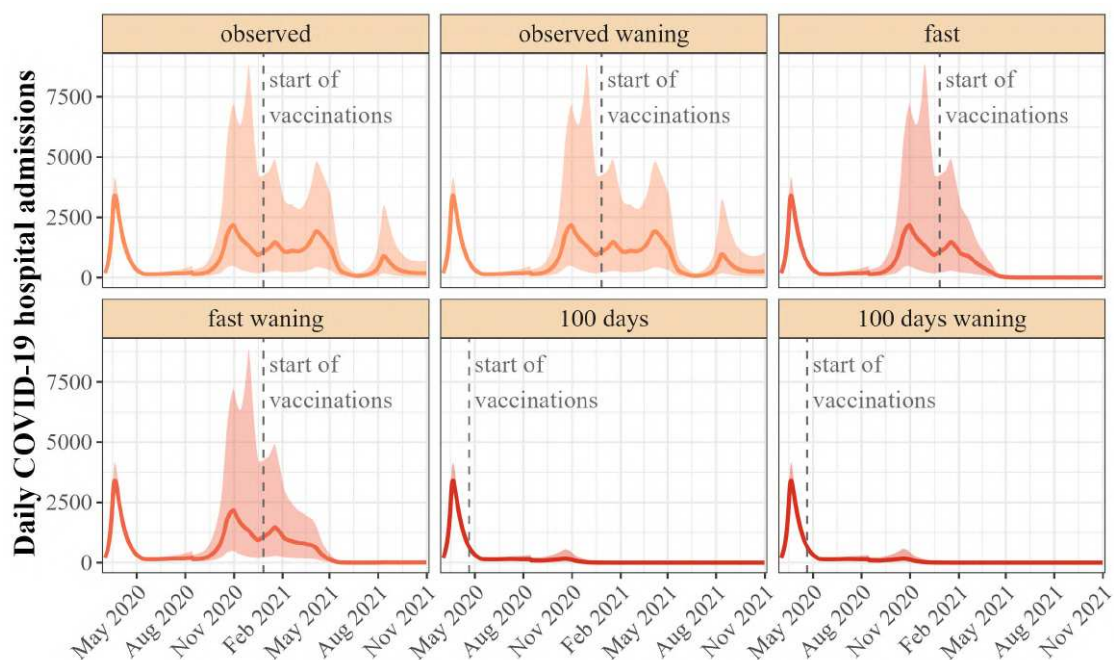 Daily COVID-19 hospital admissions
observed
observed waning
fast
start of
vaccinations
start of
vaccinations
start of
vaccinations
7500
5000
2500
0
fast waning
100 days
100 days waning
start of
vaccinations
start of
vaccinations
start of
vaccinations
7500
5000
2500
0
May 2020
Aug 2020
Nov 2020
Feb 2021
May 2021
Aug 2021
Nov 2021
May 2020
Aug 2020
Nov 2020
Feb 2021
May 2021
Aug 2021
Nov 2021
May 2020
Aug 2020
Nov 2020
Feb 2021
May 2021
Aug 2021
Nov 2021